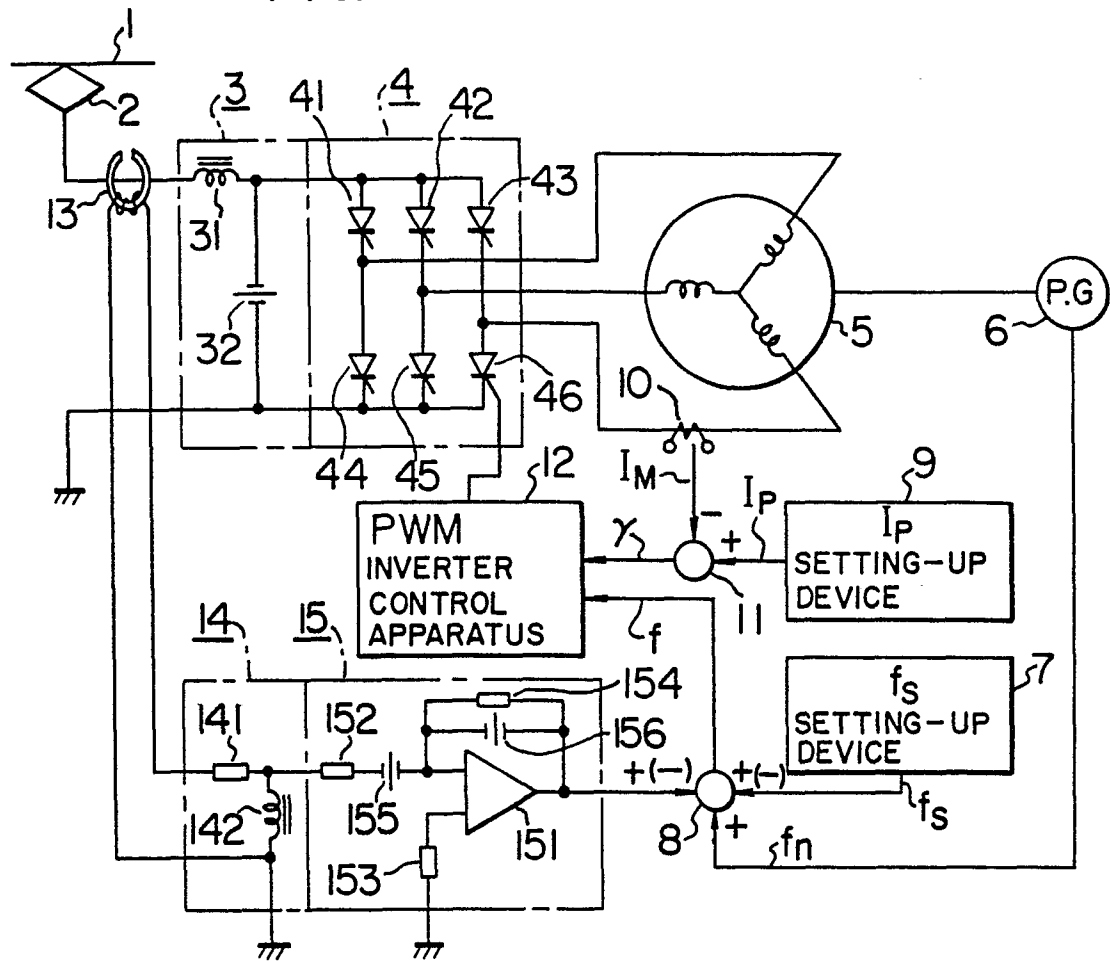 1
2
3
4
41
42
43
13
31
32
P.G
6
5
44
45
46
10
12
I_M
I_P
9
PWM
INVERTER
CONTROL
APPARATUS
γ
−
+
11
I_P
SETTING-UP
DEVICE
f
14
15
154
7
141
152
156
f_S
SETTING-UP
DEVICE
+(−)
+(−)
142
155
151
8
+
f_S
153
f_n